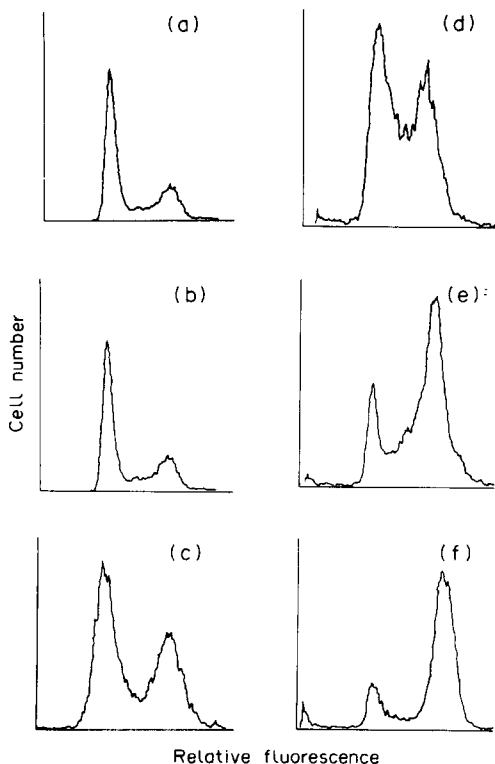 (a)
(d)
(b)
(e)
(c)
(f)
Cell number
Relative fluorescence